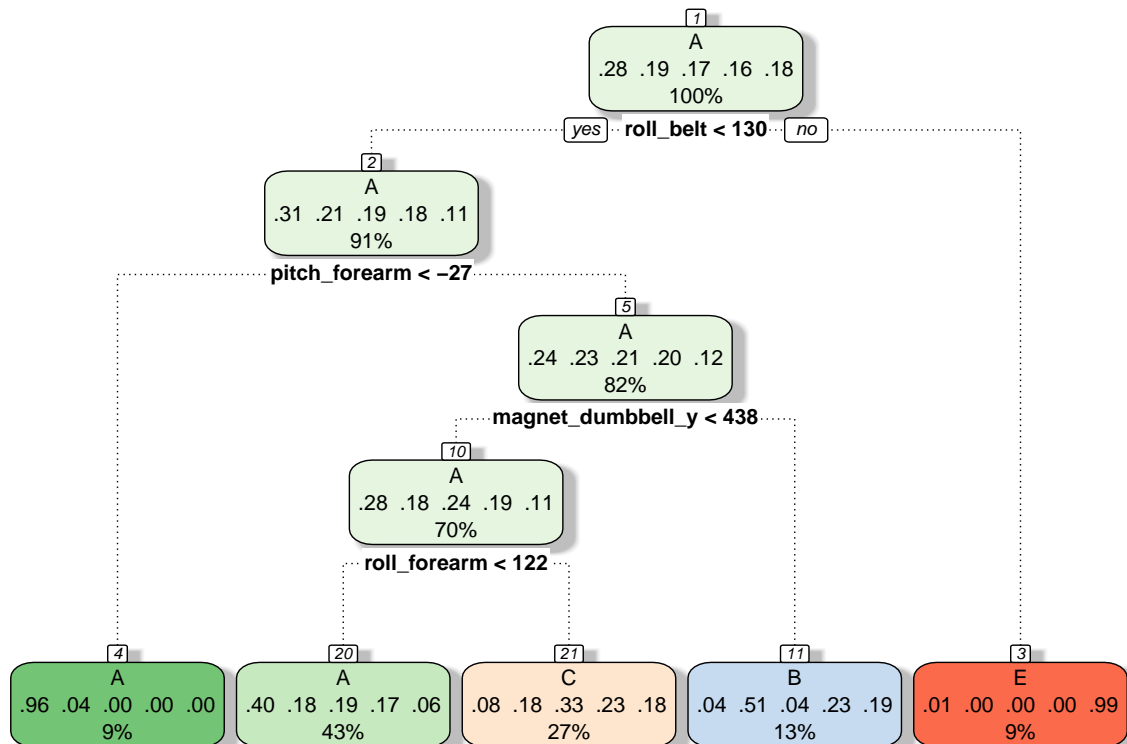 1
A
.28 .19 .17 .16 .18
100%
yes roll_belt < 130 no
2
A
.31 .21 .19 .18 .11
91%
pitch_forearm < −27
5
A
.24 .23 .21 .20 .12
82%
magnet_dumbbell_y < 438
10
A
.28 .18 .24 .19 .11
70%
roll_forearm < 122
4
A
.96 .04 .00 .00 .00
9%
20
A
.40 .18 .19 .17 .06
43%
21
C
.08 .18 .33 .23 .18
27%
11
B
.04 .51 .04 .23 .19
13%
3
E
.01 .00 .00 .00 .99
9%